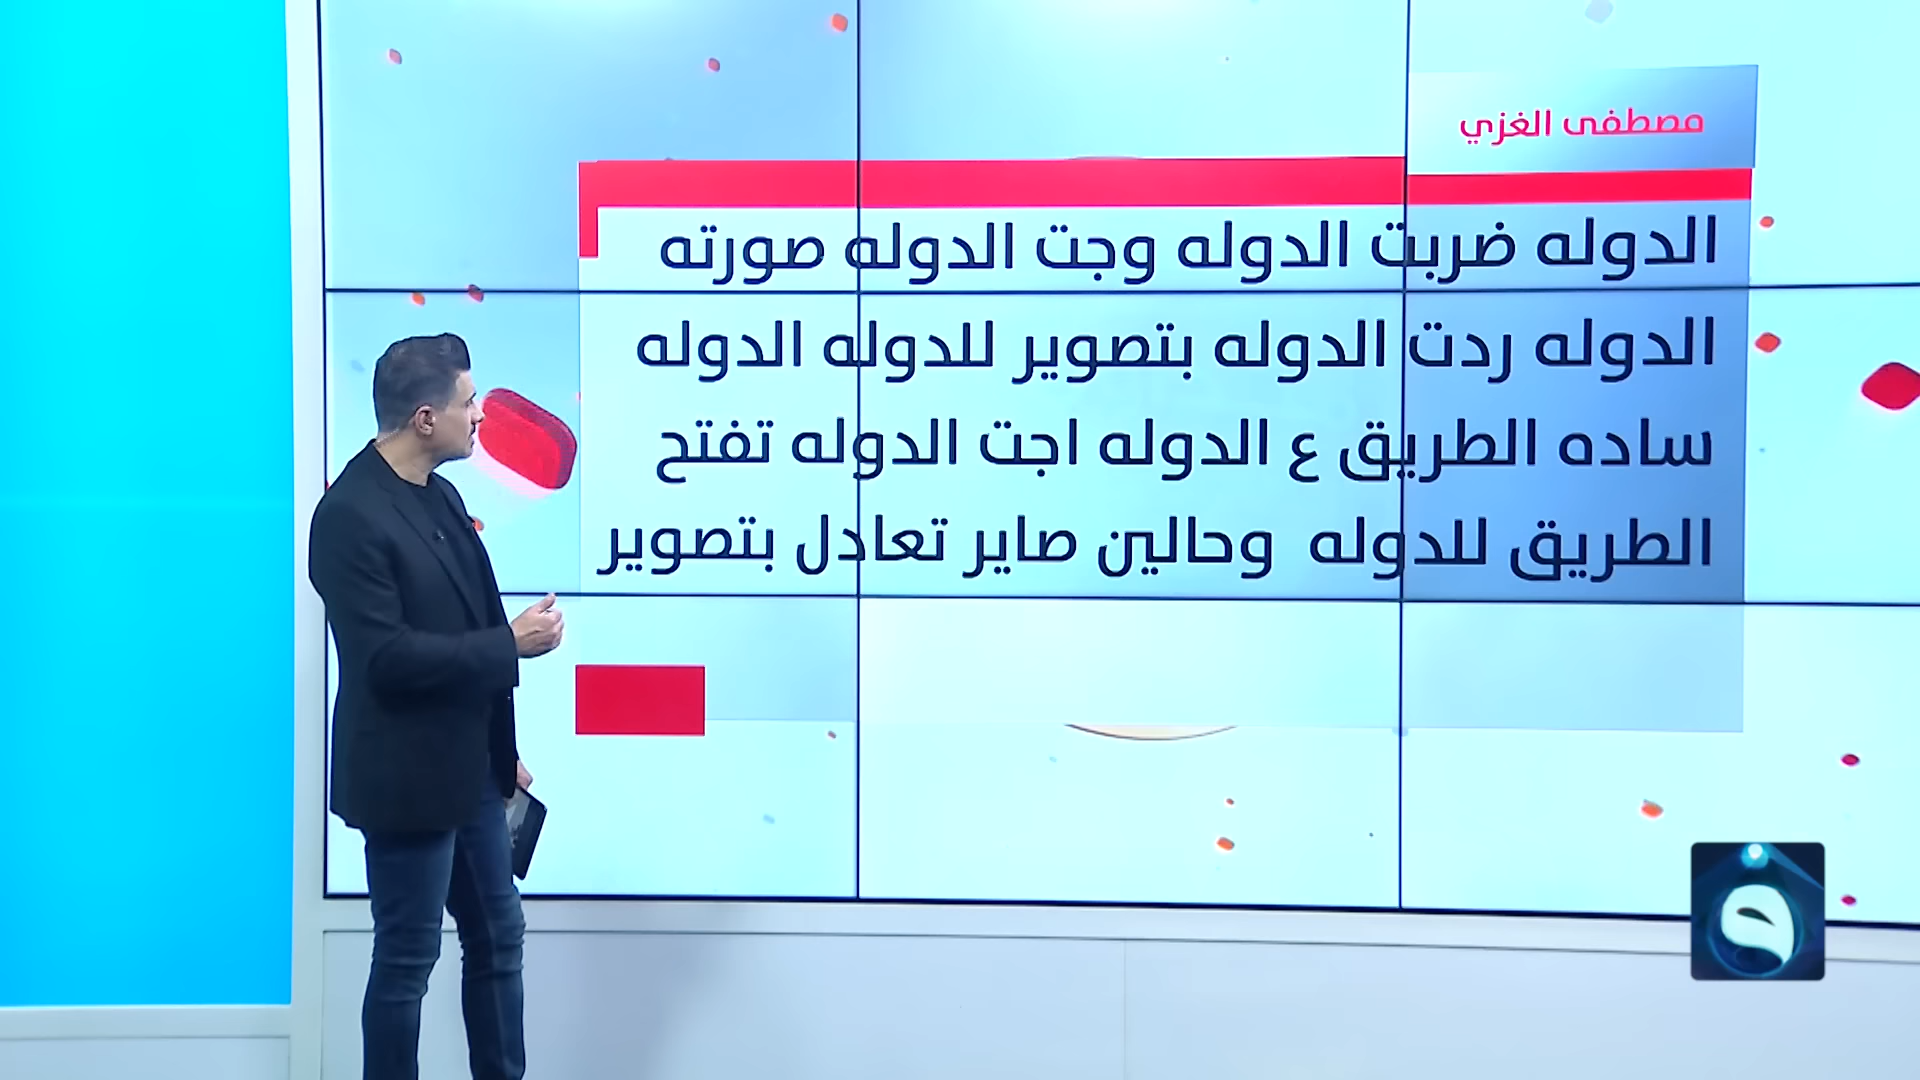 مصطفى الغزي
الدوله ضربت الدوله وجت الدوله صورته
الدوله ردت الدوله بتصوير للدوله الدوله
ساده الطريق ع الدوله اجت الدوله تفتح
الطريق للدوله وحالين صاير تعادل بتصوير